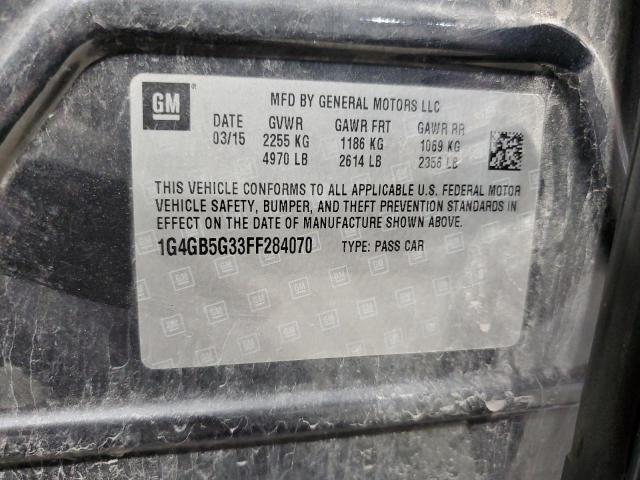 GM
MFD BY GENERAL MOTORS LLC
DATE GVWR GAWR FRT GAWR RR
03/15 2255 KG 1186 KG 1069 KG
4970 LB 2614 LB 2356 LB
THIS VEHICLE CONFORMS TO ALL APPLICABLE U.S. FEDERAL MOTOR
VEHICLE SAFETY, BUMPER, AND THEFT PREVENTION STANDARDS IN
EFFECT ON THE DATE OF MANUFACTURE SHOWN ABOVE.
1G4GB5G33FF284070 TYPE: PASS CAR